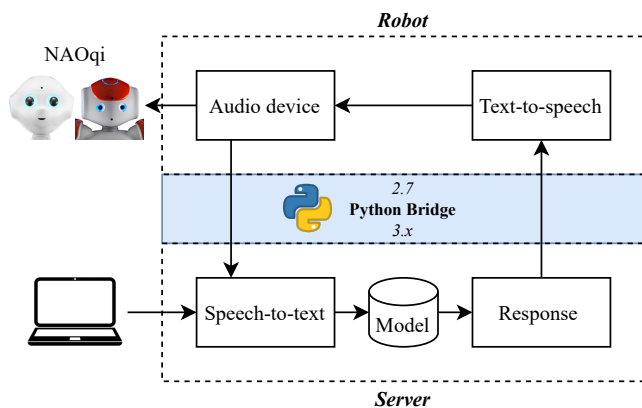 Robot
NAOqi
Audio device
Text-to-speech
2.7
Python Bridge
3.x
Speech-to-text
Model
Response
Server